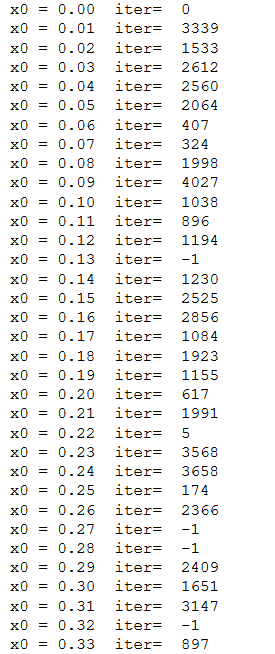 x0 = 0.00  iter=  0
x0 = 0.01  iter=  3339
x0 = 0.02  iter=  1533
x0 = 0.03  iter=  2612
x0 = 0.04  iter=  2560
x0 = 0.05  iter=  2064
x0 = 0.06  iter=  407
x0 = 0.07  iter=  324
x0 = 0.08  iter=  1998
x0 = 0.09  iter=  4027
x0 = 0.10  iter=  1038
x0 = 0.11  iter=  896
x0 = 0.12  iter=  1194
x0 = 0.13  iter=  -1
x0 = 0.14  iter=  1230
x0 = 0.15  iter=  2525
x0 = 0.16  iter=  2856
x0 = 0.17  iter=  1084
x0 = 0.18  iter=  1923
x0 = 0.19  iter=  1155
x0 = 0.20  iter=  617
x0 = 0.21  iter=  1991
x0 = 0.22  iter=  5
x0 = 0.23  iter=  3568
x0 = 0.24  iter=  3658
x0 = 0.25  iter=  174
x0 = 0.26  iter=  2366
x0 = 0.27  iter=  -1
x0 = 0.28  iter=  -1
x0 = 0.29  iter=  2409
x0 = 0.30  iter=  1651
x0 = 0.31  iter=  3147
x0 = 0.32  iter=  -1
x0 = 0.33  iter=  897